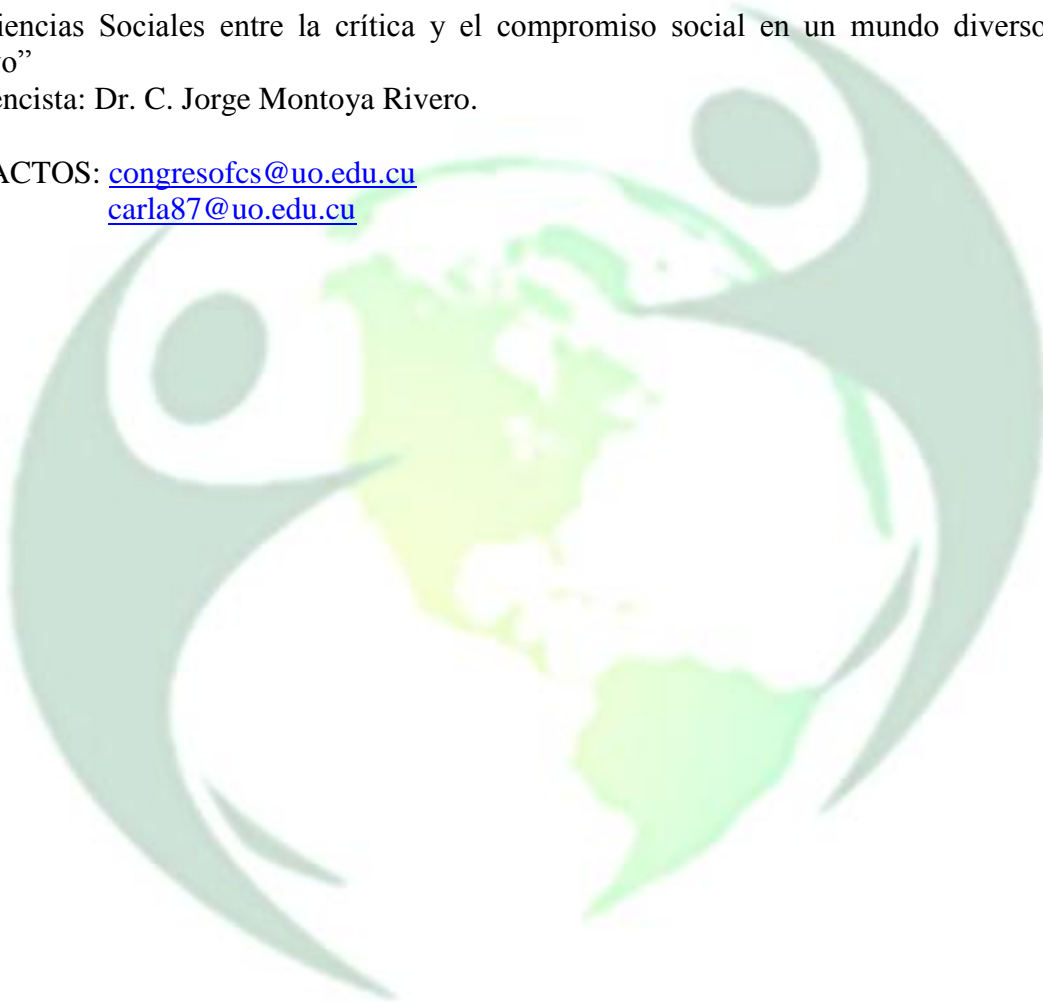 iencias Sociales entre la crítica y el compromiso social en un mundo diverso
vo”
encista: Dr. C. Jorge Montoya Rivero.
ACTOS: congresofcs@uo.edu.cu
carla87@uo.edu.cu